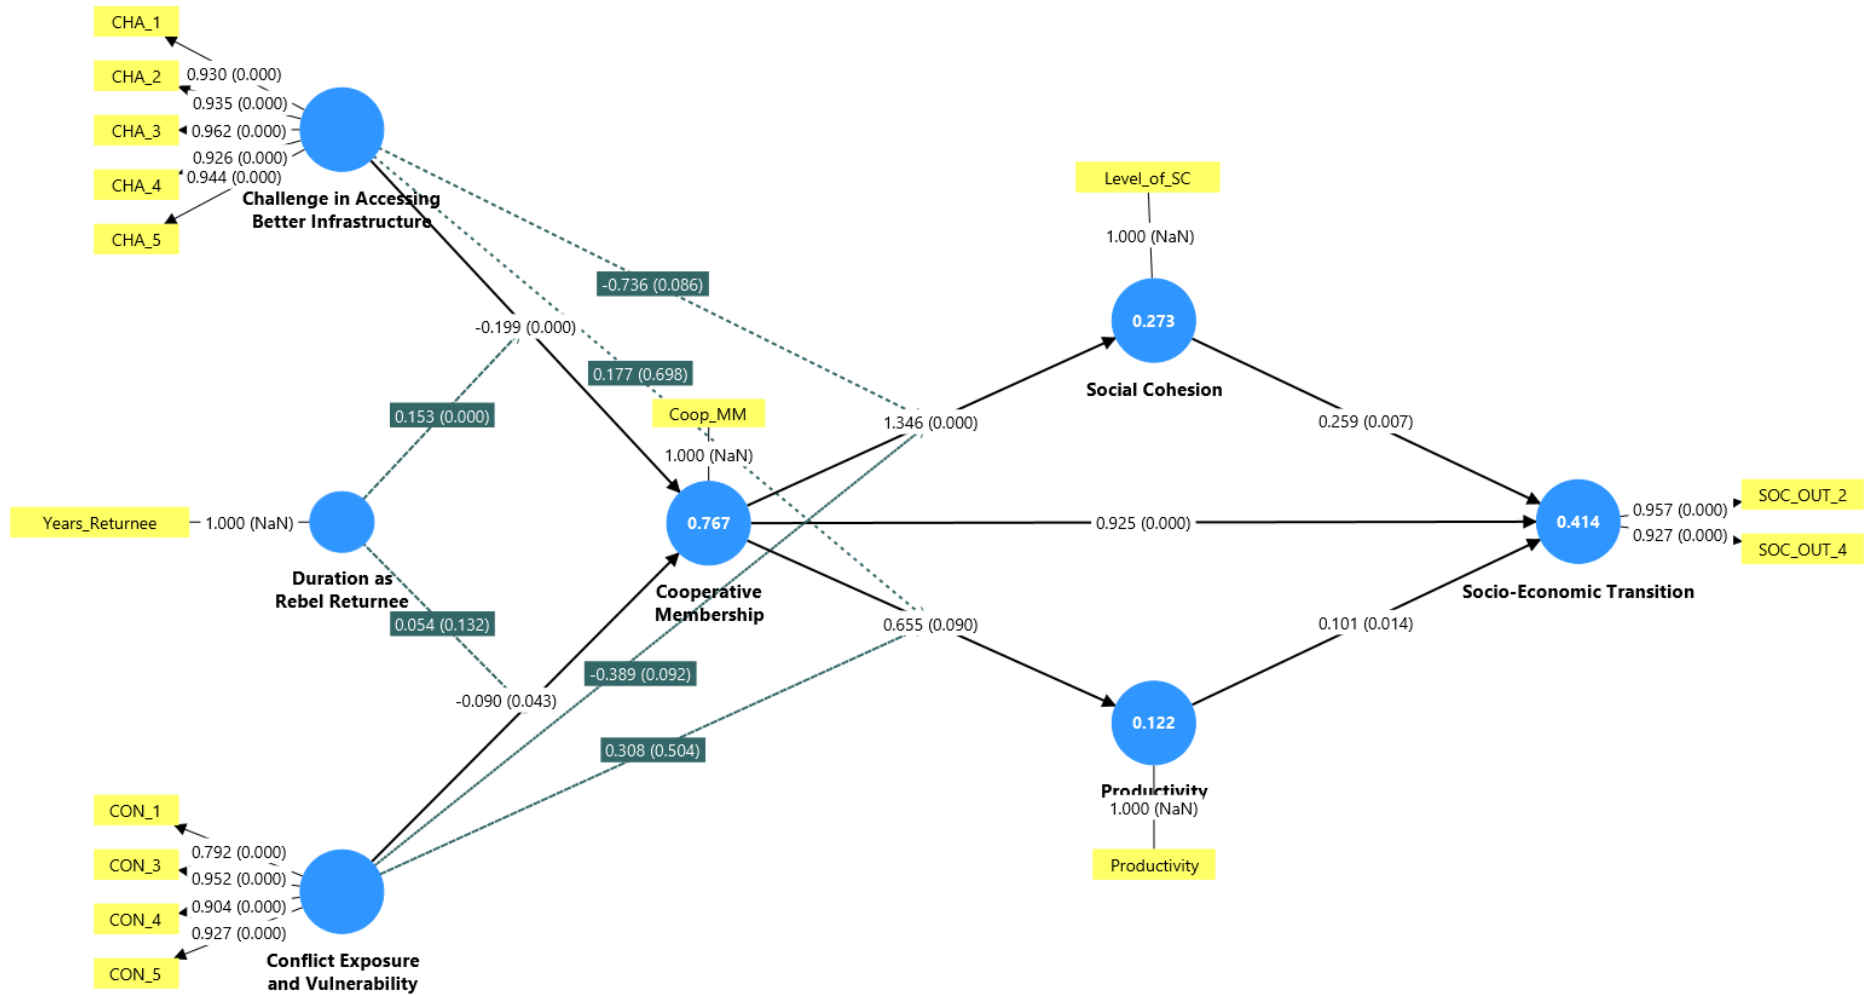 CHA_1
0.930 (0.000)
CHA_2
0.935 (0.000)
CHA_3
0.962 (0.000)
0.926 (0.000)
CHA_4
0.944 (0.000)
CHA_5
Challenge in Accessing
Better Infrastructure
Level_of_SC
1.000 (NaN)
-0.736 (0.086)
-0.199 (0.000)
0.273
0.177 (0.698)
Social Cohesion
0.153 (0.000)
Coop_MM
1.346 (0.000)
0.259 (0.007)
1.000 (NaN)
Years_Returnee
1.000 (NaN)
0.767
0.925 (0.000)
0.414
0.957 (0.000)
SOC_OUT_2
0.927 (0.000)
SOC_OUT_4
Duration as
Rebel Returnee
Cooperative
Membership
Socio-Economic Transition
0.054 (0.132)
0.655 (0.090)
0.101 (0.014)
-0.389 (0.092)
-0.090 (0.043)
0.122
0.308 (0.504)
Productivity
1.000 (NaN)
Productivity
CON_1
0.792 (0.000)
CON_3
0.952 (0.000)
0.904 (0.000)
CON_4
0.927 (0.000)
CON_5
Conflict Exposure
and Vulnerability